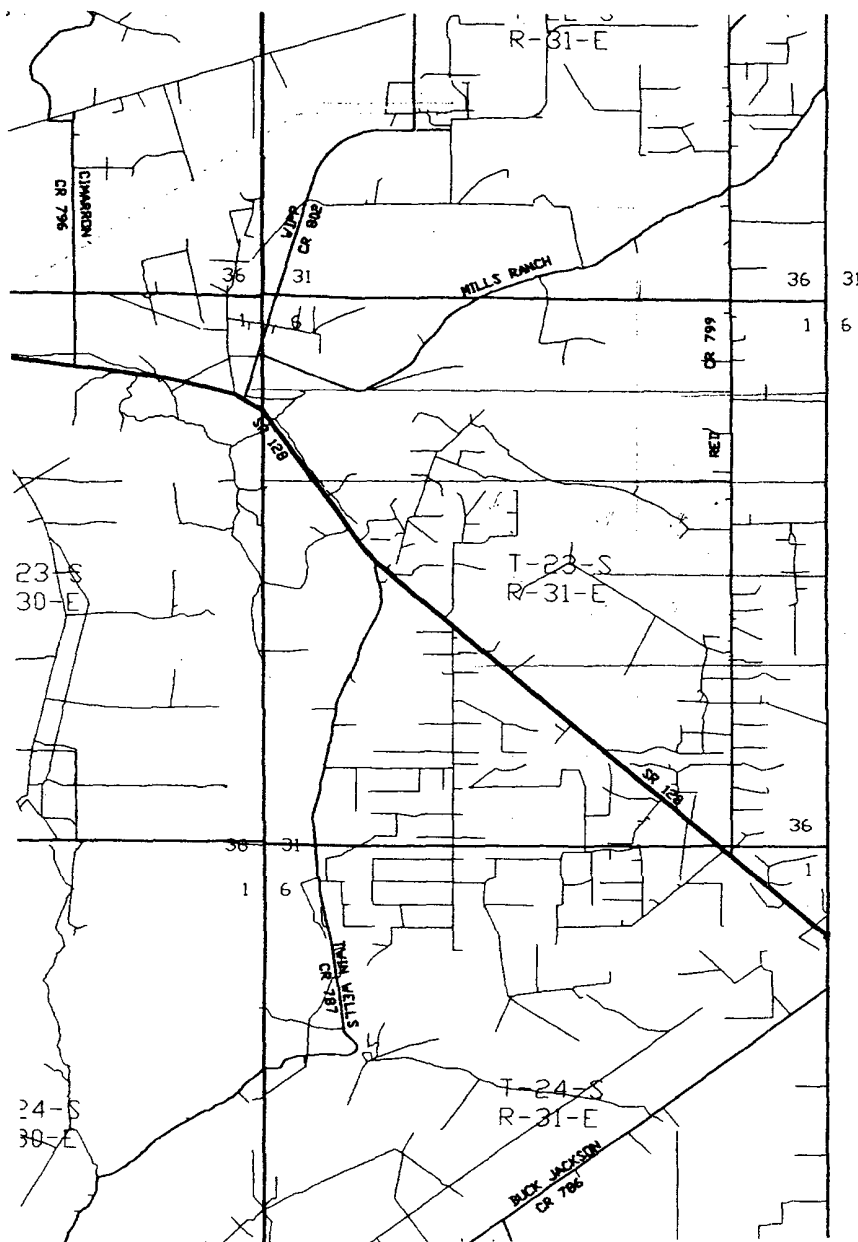 T-22-S
R-31-E
CIMARRON
CR 796
WIPP
CR 802
MILLS RANCH
36 31
36 31
1 6
1 6
CR 799
RED
SR 128
23-S
30-E
T-23-S
R-31-E
SR 128
36 31
36
1 6
1
TWIN WELLS
CR 787
24-S
30-E
T-24-S
R-31-E
BUCK JACKSON
CR 786